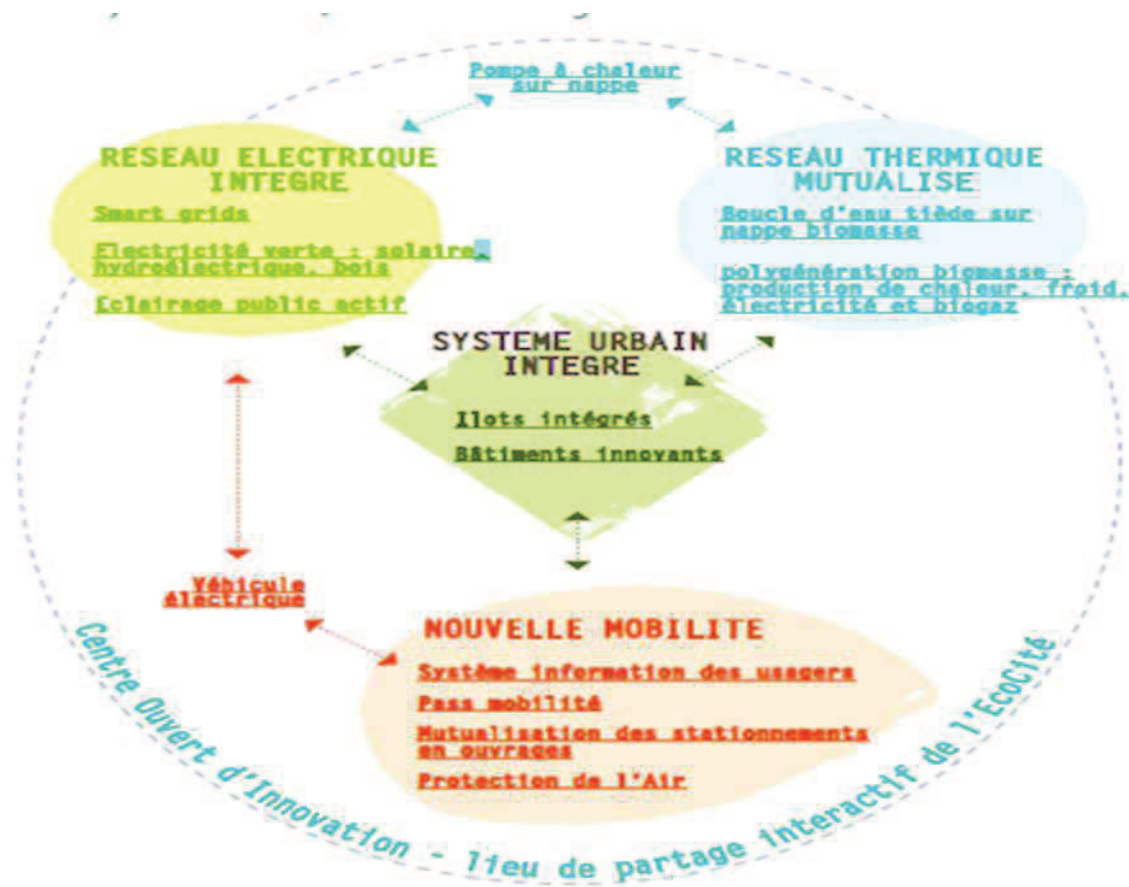 Pompe à chaleur
sur nappe
RESEAU ELECTRIQUE
INTEGRE
Smart grids
Electricité verte : solaire,
hydroélectrique, bois
Eclairage public actif
RESEAU THERMIQUE
MUTUALISE
Boucle d'eau tiède sur
nappe biomasse
polygénération biomasse :
production de chaleur, froid,
électricité et biogaz
SYSTEME URBAIN
INTEGRE
Ilots intégrés
Bâtiments innovants
Véhicule
électrique
NOUVELLE MOBILITE
Système information des usagers
Pass mobilité
Mutualisation des stationnements
en ouvrages
Protection de l'Air
Centre Ouvert d'Innovation - lieu de partage interactif de l'EcoCité